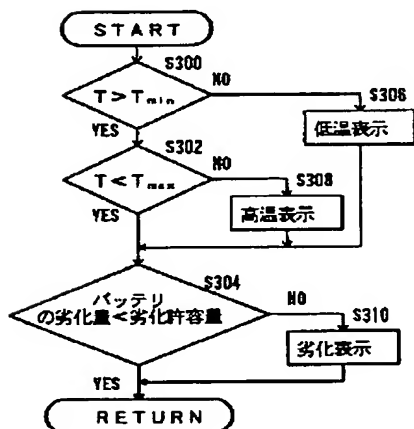 START
S300
NO
T>Tmin
S306
YES
低温表示
S302
NO
T<Tmax
S308
YES
高温表示
S304
バッテリ
の劣化量<劣化許容量
NO
S310
劣化表示
YES
RETURN